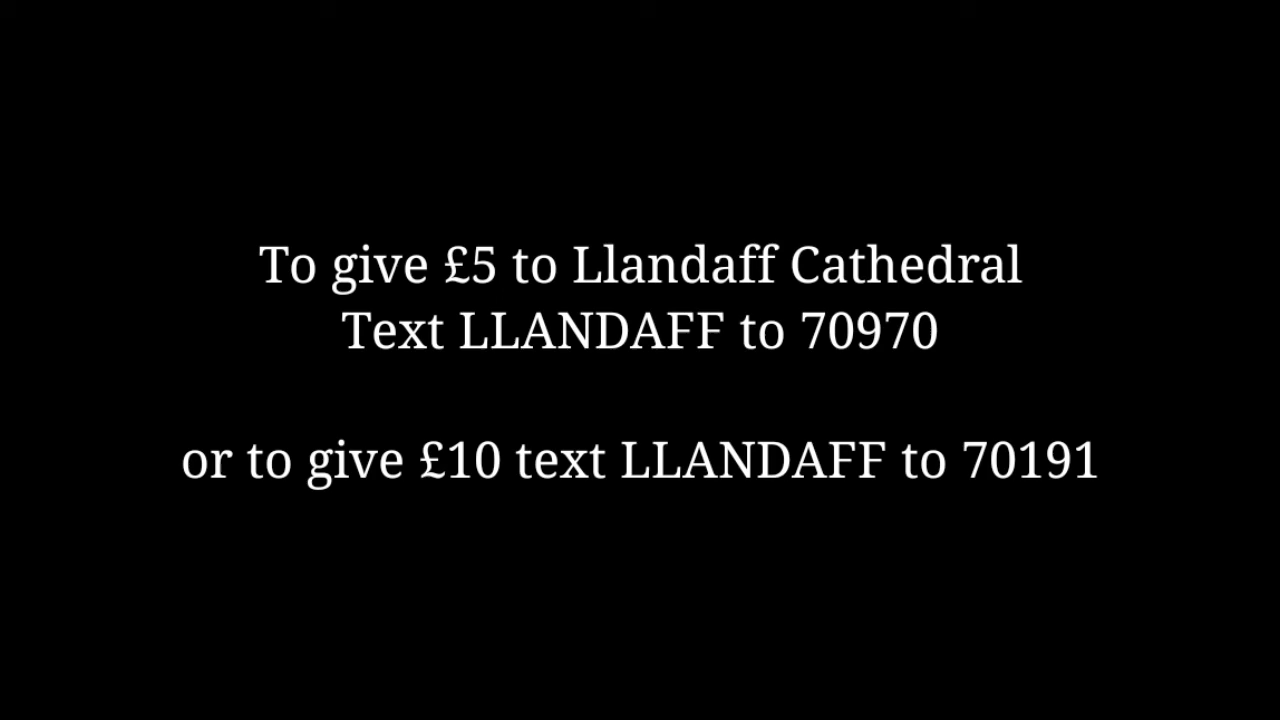 To give £5 to Llandaff Cathedral
Text LLANDAFF to 70970
or to give £10 text LLANDAFF to 70191